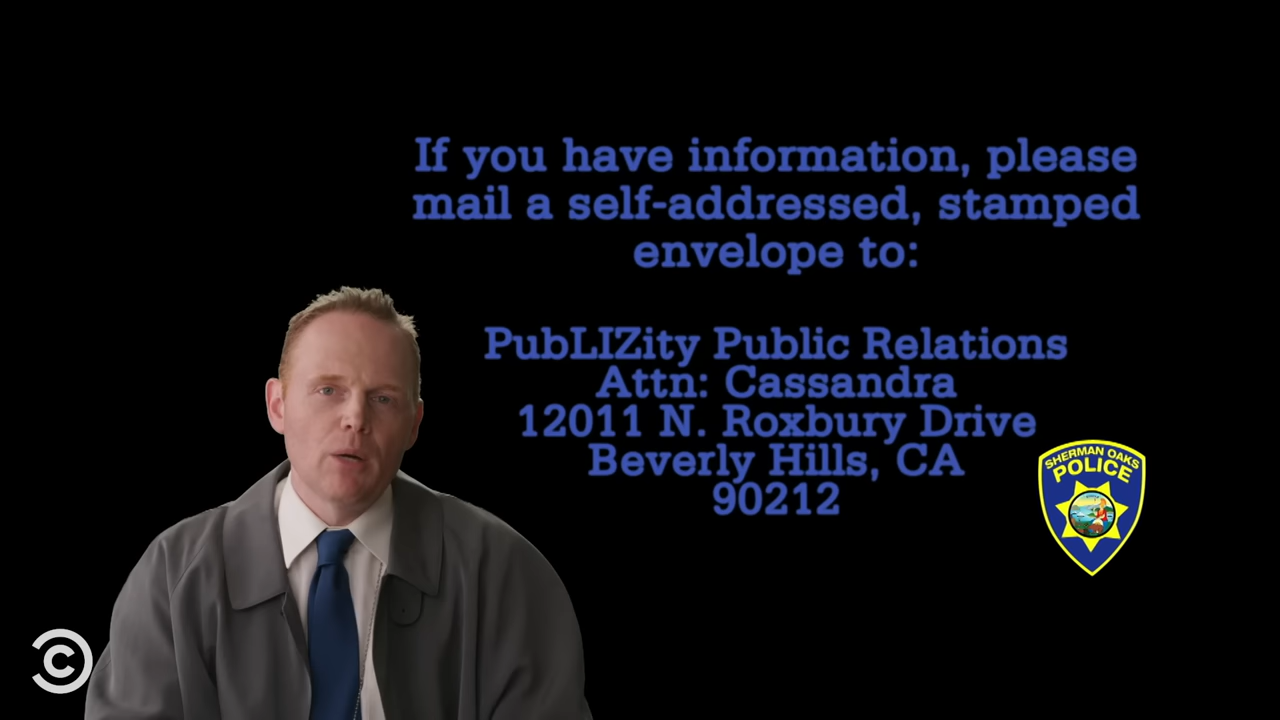 If you have information, please
mail a self-addressed, stamped
envelope to:
PubLIZity Public Relations
Attn: Cassandra
12011 N. Roxbury Drive
Beverly Hills, CA
90212
SHERMAN OAKS
POLICE